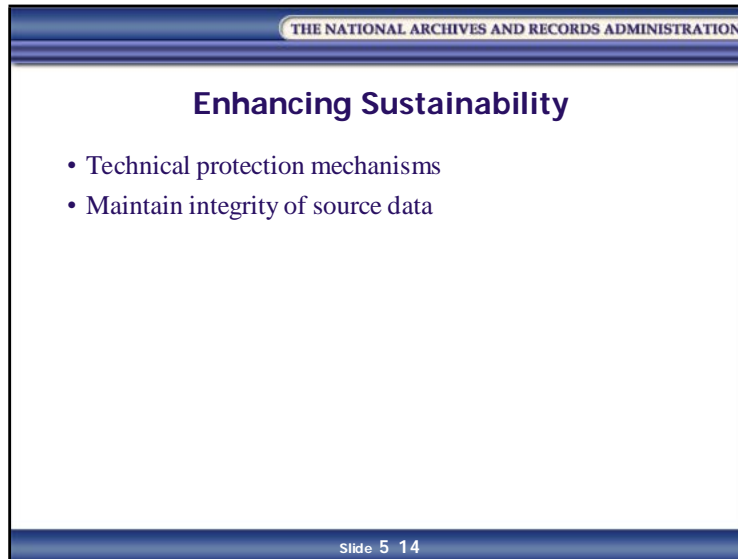 THE NATIONAL ARCHIVES AND RECORDS ADMINISTRATION
Enhancing Sustainability
• Technical protection mechanisms
• Maintain integrity of source data
Slide 5 14